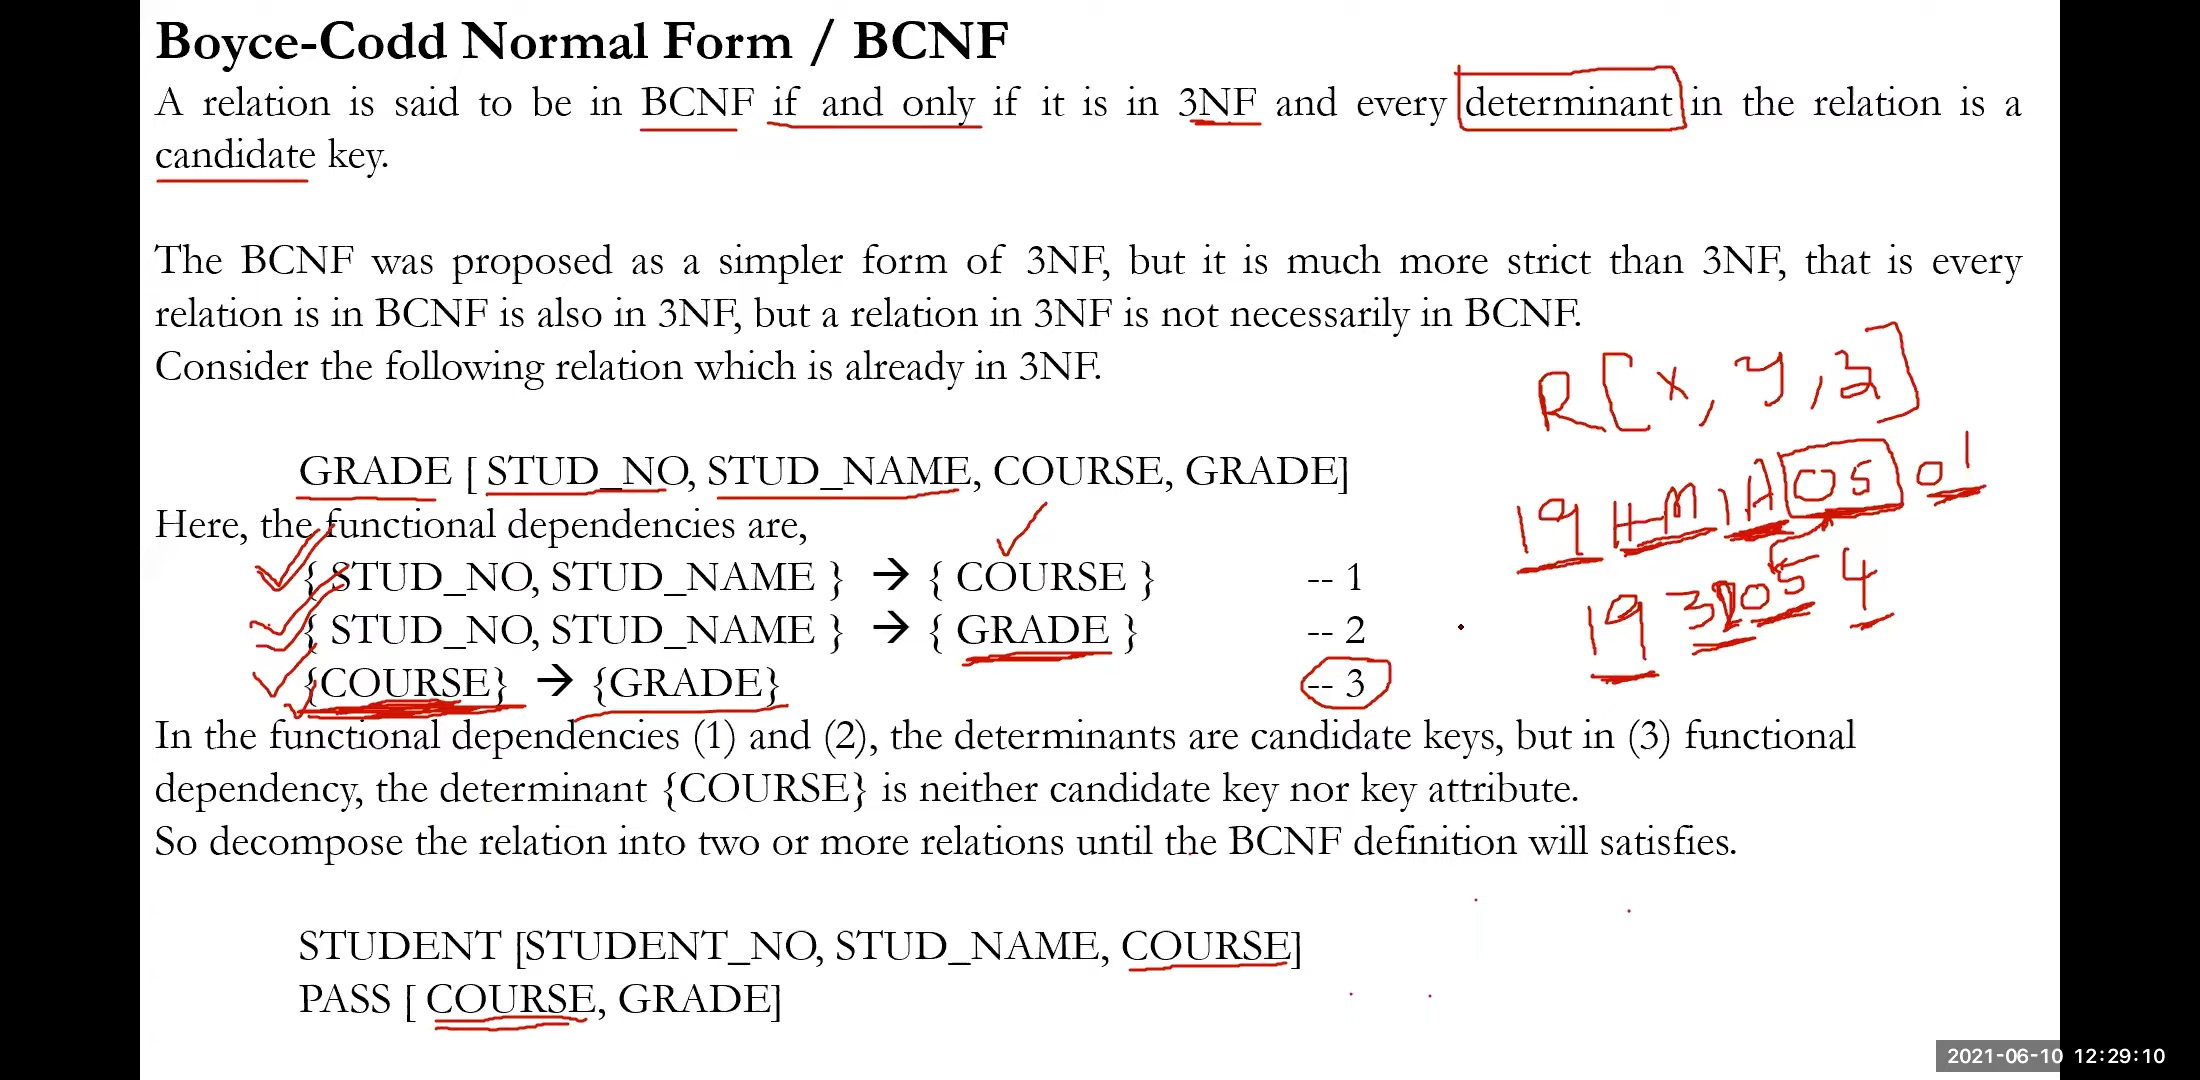 Boyce-Codd Normal Form / BCNF
A relation is said to be in BCNF if and only if it is in 3NF and every determinant in the relation is a
candidate key.
The BCNF was proposed as a simpler form of 3NF, but it is much more strict than 3NF, that is every
relation is in BCNF is also in 3NF, but a relation in 3NF is not necessarily in BCNF.
Consider the following relation which is already in 3NF.
R[x, y, z]
GRADE [ STUD_NO, STUD_NAME, COURSE, GRADE]
19 HM1A 05 01
Here, the functional dependencies are,
{ STUD_NO, STUD_NAME } → { COURSE } -- 1
19 05 4
{ STUD_NO, STUD_NAME } → { GRADE } -- 2
{COURSE} → {GRADE} -- 3
In the functional dependencies (1) and (2), the determinants are candidate keys, but in (3) functional
dependency, the determinant {COURSE} is neither candidate key nor key attribute.
So decompose the relation into two or more relations until the BCNF definition will satisfies.
STUDENT [STUDENT_NO, STUD_NAME, COURSE]
PASS [ COURSE, GRADE]
2021-06-10 12:29:10